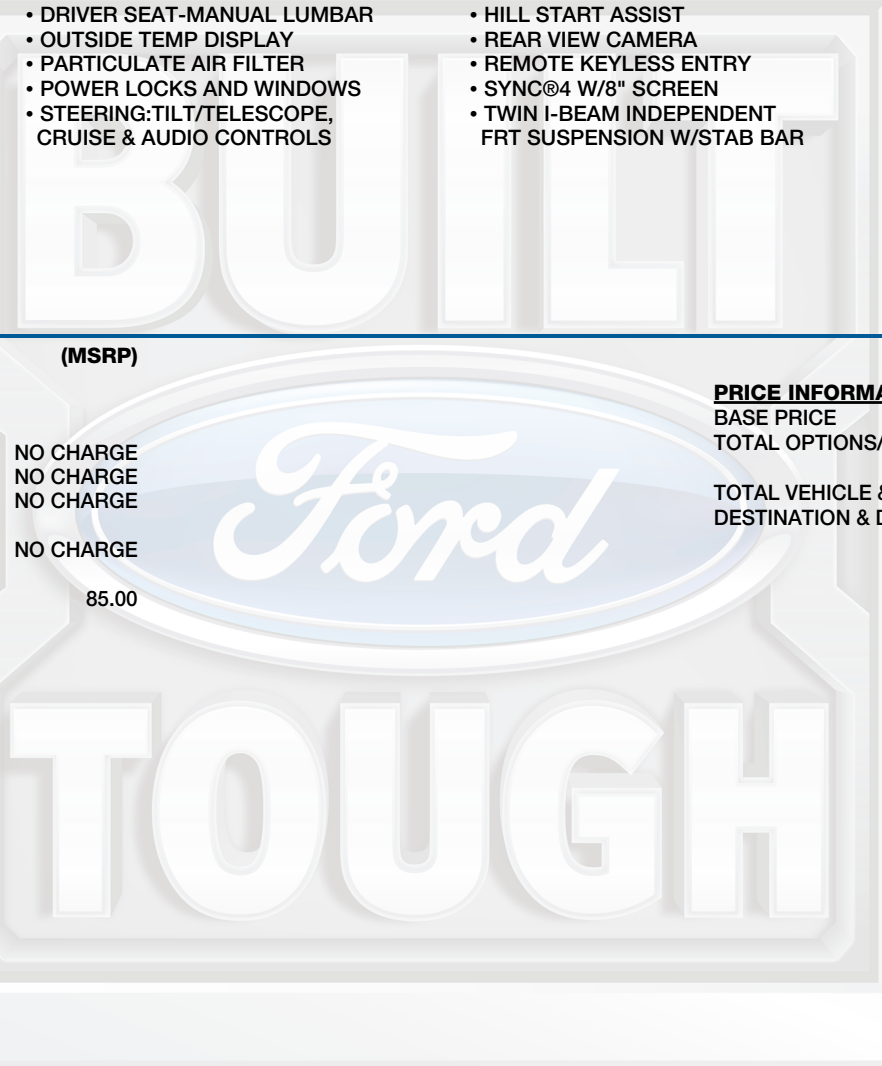 • DRIVER SEAT-MANUAL LUMBAR
• OUTSIDE TEMP DISPLAY
• PARTICULATE AIR FILTER
• POWER LOCKS AND WINDOWS
• STEERING:TILT/TELESCOPE,
CRUISE & AUDIO CONTROLS
• HILL START ASSIST
• REAR VIEW CAMERA
• REMOTE KEYLESS ENTRY
• SYNC®4 W/8" SCREEN
• TWIN I-BEAM INDEPENDENT
FRT SUSPENSION W/STAB BAR
BUILT
(MSRP)
NO CHARGE
NO CHARGE
NO CHARGE
NO CHARGE
85.00
Ford
PRICE INFORMA
BASE PRICE
TOTAL OPTIONS/
TOTAL VEHICLE &
DESTINATION & D
TOUGH